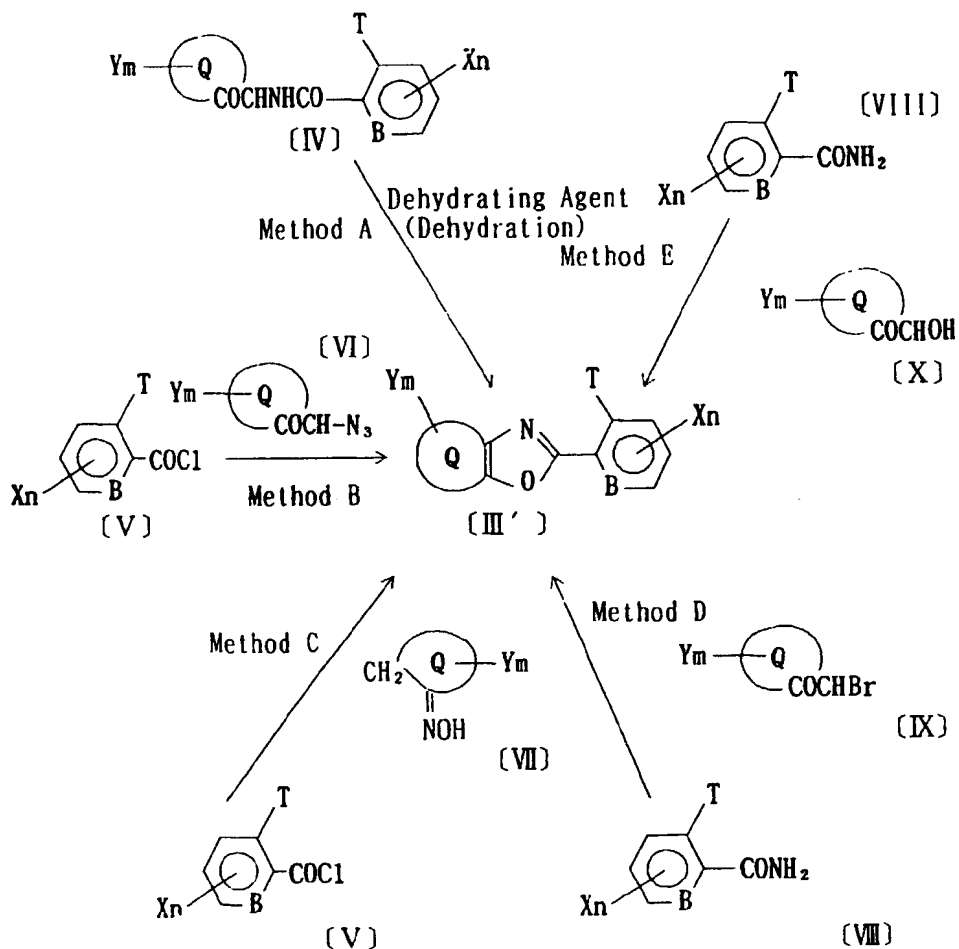 T
Xn
Ym
Q
COCHNHCO
B
〔IV〕
T
〔VIII〕
CONH₂
Xn
B
Dehydrating Agent
Method A (Dehydration)
Method E
Ym
Q
COCHOH
〔X〕
〔VI〕
T
Ym
Q
COCH-N₃
COCl
Xn
B
〔V〕
Method B
Ym
T
N
Xn
Q
O
B
〔III′〕
Method C
CH₂
Q
Ym
NOH
〔VII〕
Method D
Ym
Q
COCHBr
〔IX〕
T
COCl
Xn
B
〔V〕
T
CONH₂
Xn
B
〔VIII〕